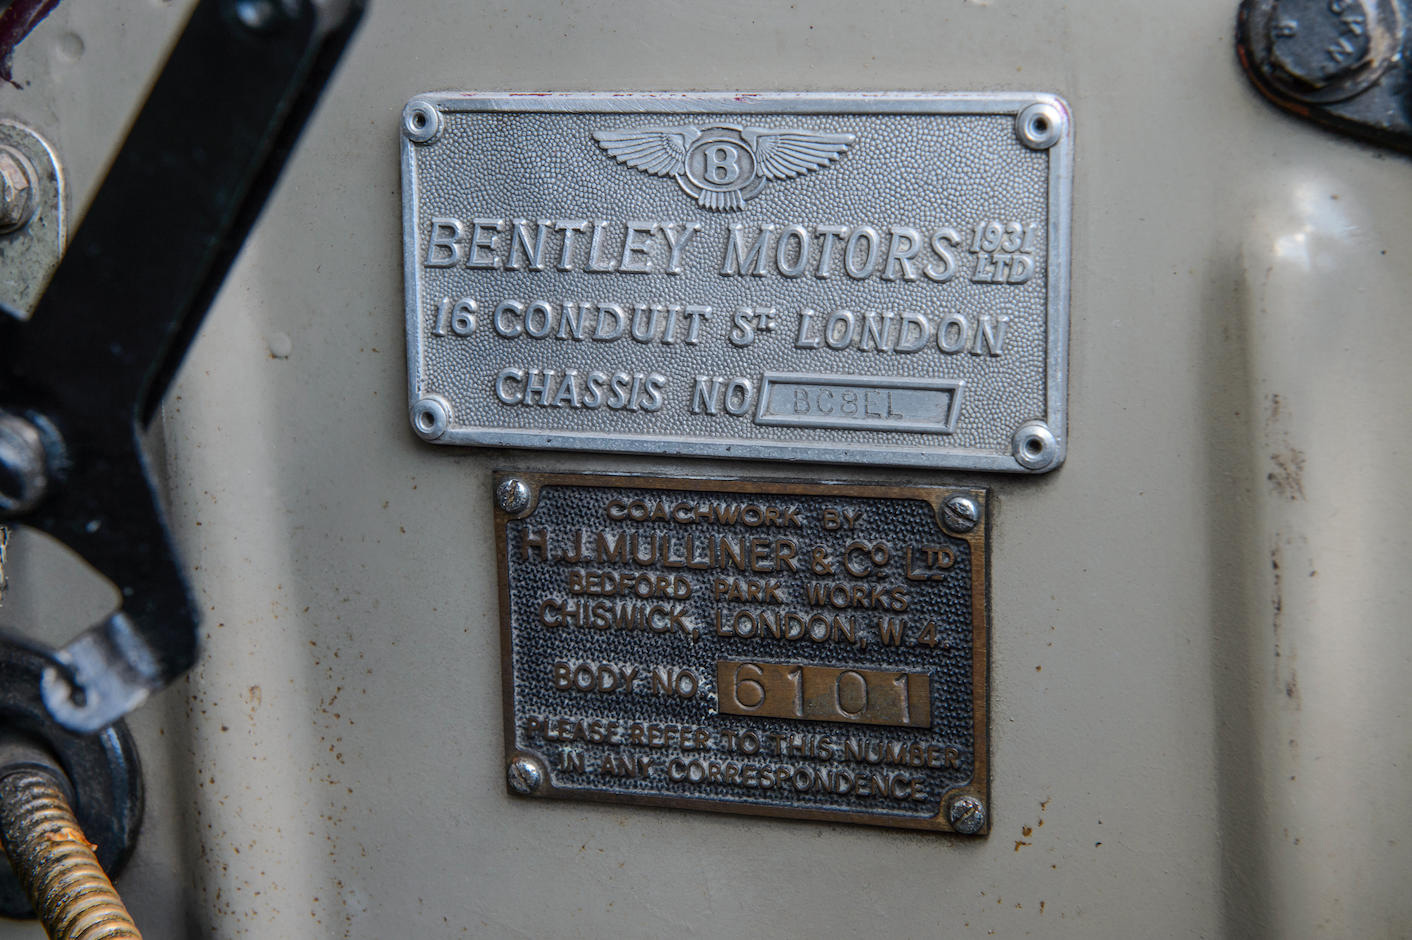 B
BENTLEY MOTORS 1931 LTD
16 CONDUIT ST. LONDON
CHASSIS NO BC8EL
COACHWORK BY
H. J. MULLINER & CO LTD
BEDFORD PARK WORKS
CHISWICK, LONDON, W.4.
BODY NO. 6101
PLEASE REFER TO THIS NUMBER
IN ANY CORRESPONDENCE